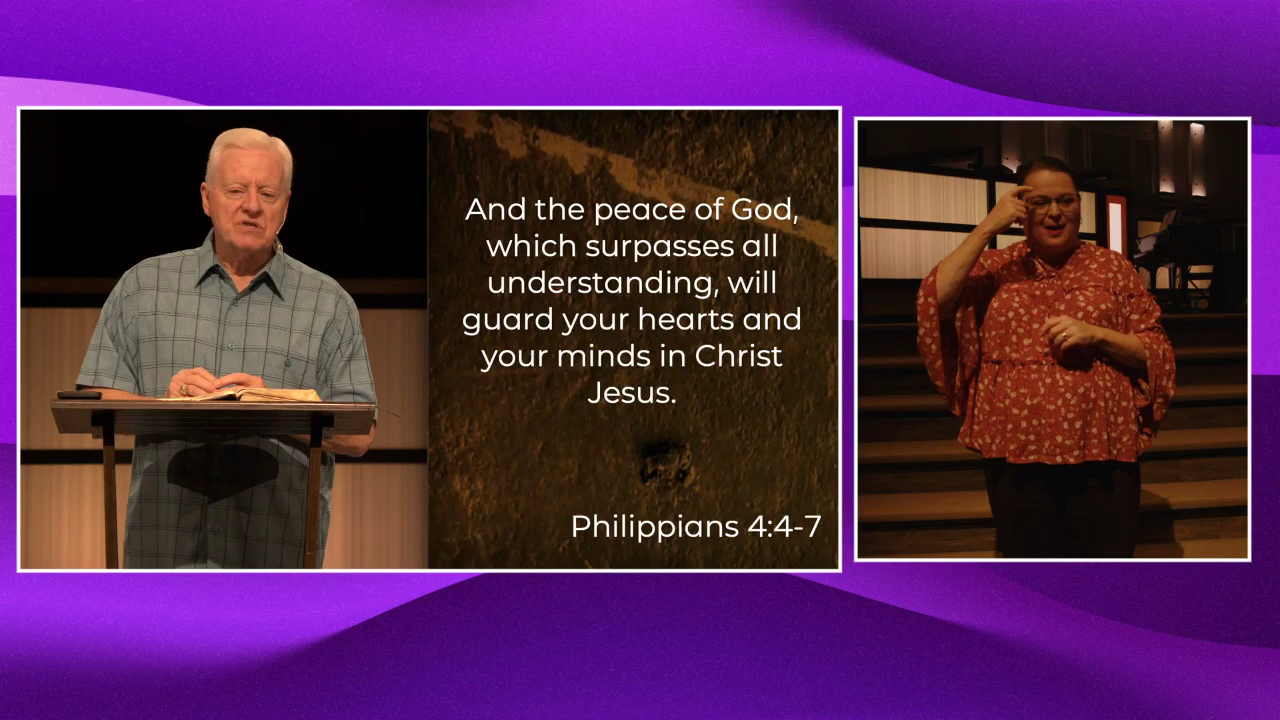 And the peace of God,
which surpasses all
understanding, will
guard your hearts and
your minds in Christ
Jesus.
Philippians 4:4-7